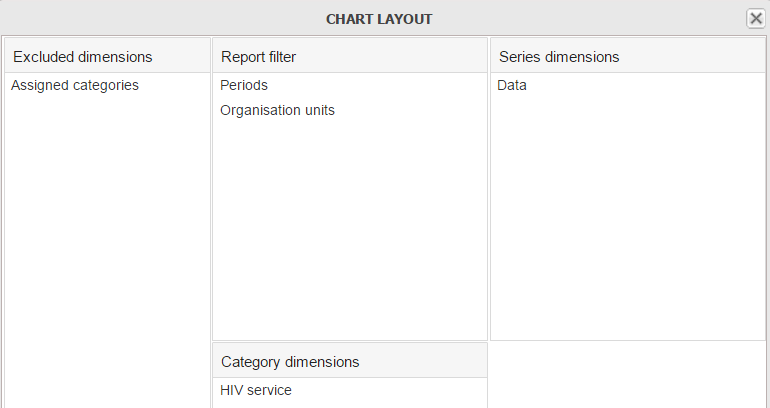 CHART LAYOUT
Excluded dimensions
Assigned categories
Report filter
Periods
Organisation units
Series dimensions
Data
Category dimensions
HIV service